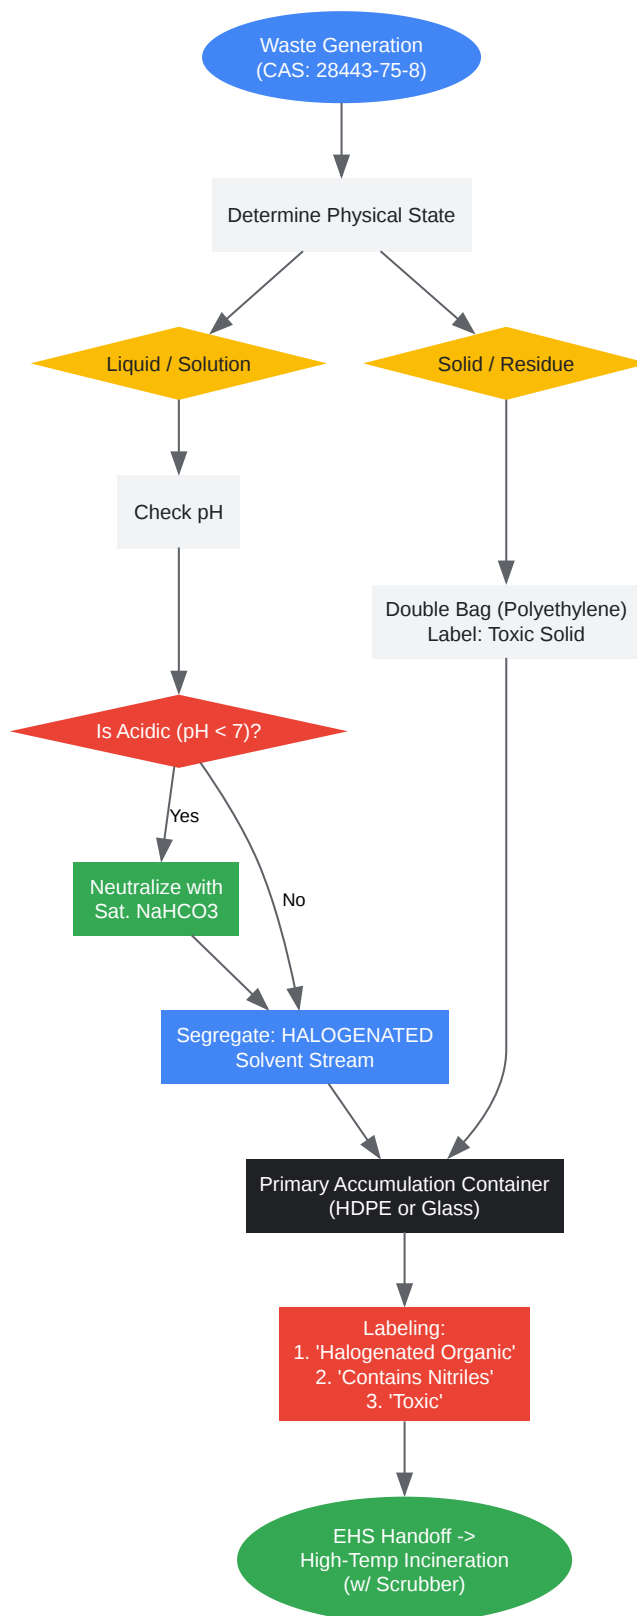 Waste Generation
(CAS: 28443-75-8)
Determine Physical State
Liquid / Solution
Solid / Residue
Check pH
Double Bag (Polyethylene)
Label: Toxic Solid
Is Acidic (pH < 7)?
Yes
Neutralize with
Sat. NaHCO3
No
Segregate: HALOGENATED
Solvent Stream
Primary Accumulation Container
(HDPE or Glass)
Labeling:
1. 'Halogenated Organic'
2. 'Contains Nitriles'
3. 'Toxic'
EHS Handoff ->
High-Temp Incineration
(w/ Scrubber)